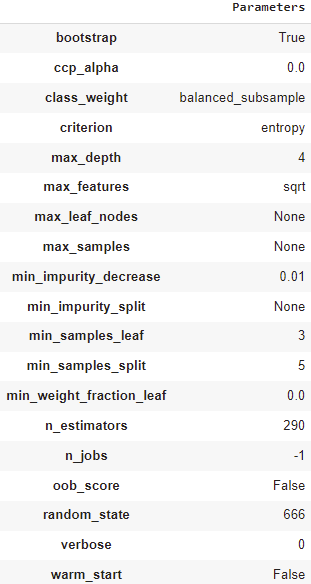 Parameters
bootstrap True
ccp_alpha 0.0
class_weight balanced_subsample
criterion entropy
max_depth 4
max_features sqrt
max_leaf_nodes None
max_samples None
min_impurity_decrease 0.01
min_impurity_split None
min_samples_leaf 3
min_samples_split 5
min_weight_fraction_leaf 0.0
n_estimators 290
n_jobs -1
oob_score False
random_state 666
verbose 0
warm_start False